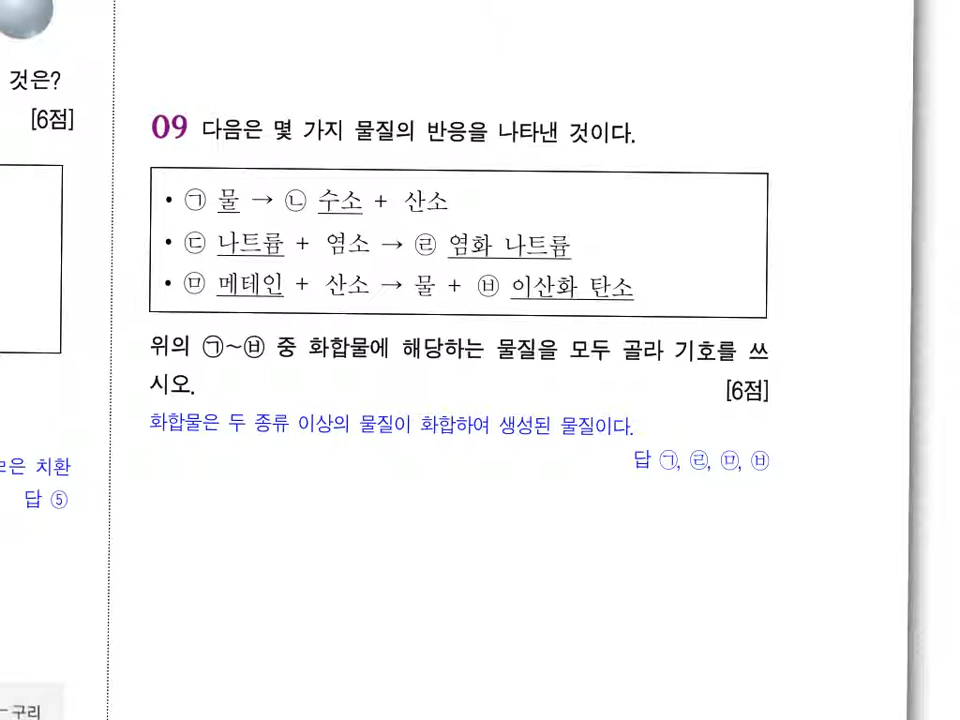 것은?
[6점]
09 다음은 몇 가지 물질의 반응을 나타낸 것이다.
• ㉠ 물 → ㉡ 수소 + 산소
• ㉢ 나트륨 + 염소 → ㉣ 염화 나트륨
• ㉤ 메테인 + 산소 → 물 + ㉥ 이산화 탄소
위의 ㉠~㉥ 중 화합물에 해당하는 물질을 모두 골라 기호를 쓰
시오. [6점]
화합물은 두 종류 이상의 물질이 화합하여 생성된 물질이다.
답 ㉠, ㉣, ㉤, ㉥
은 치환
답 ⑤
구리